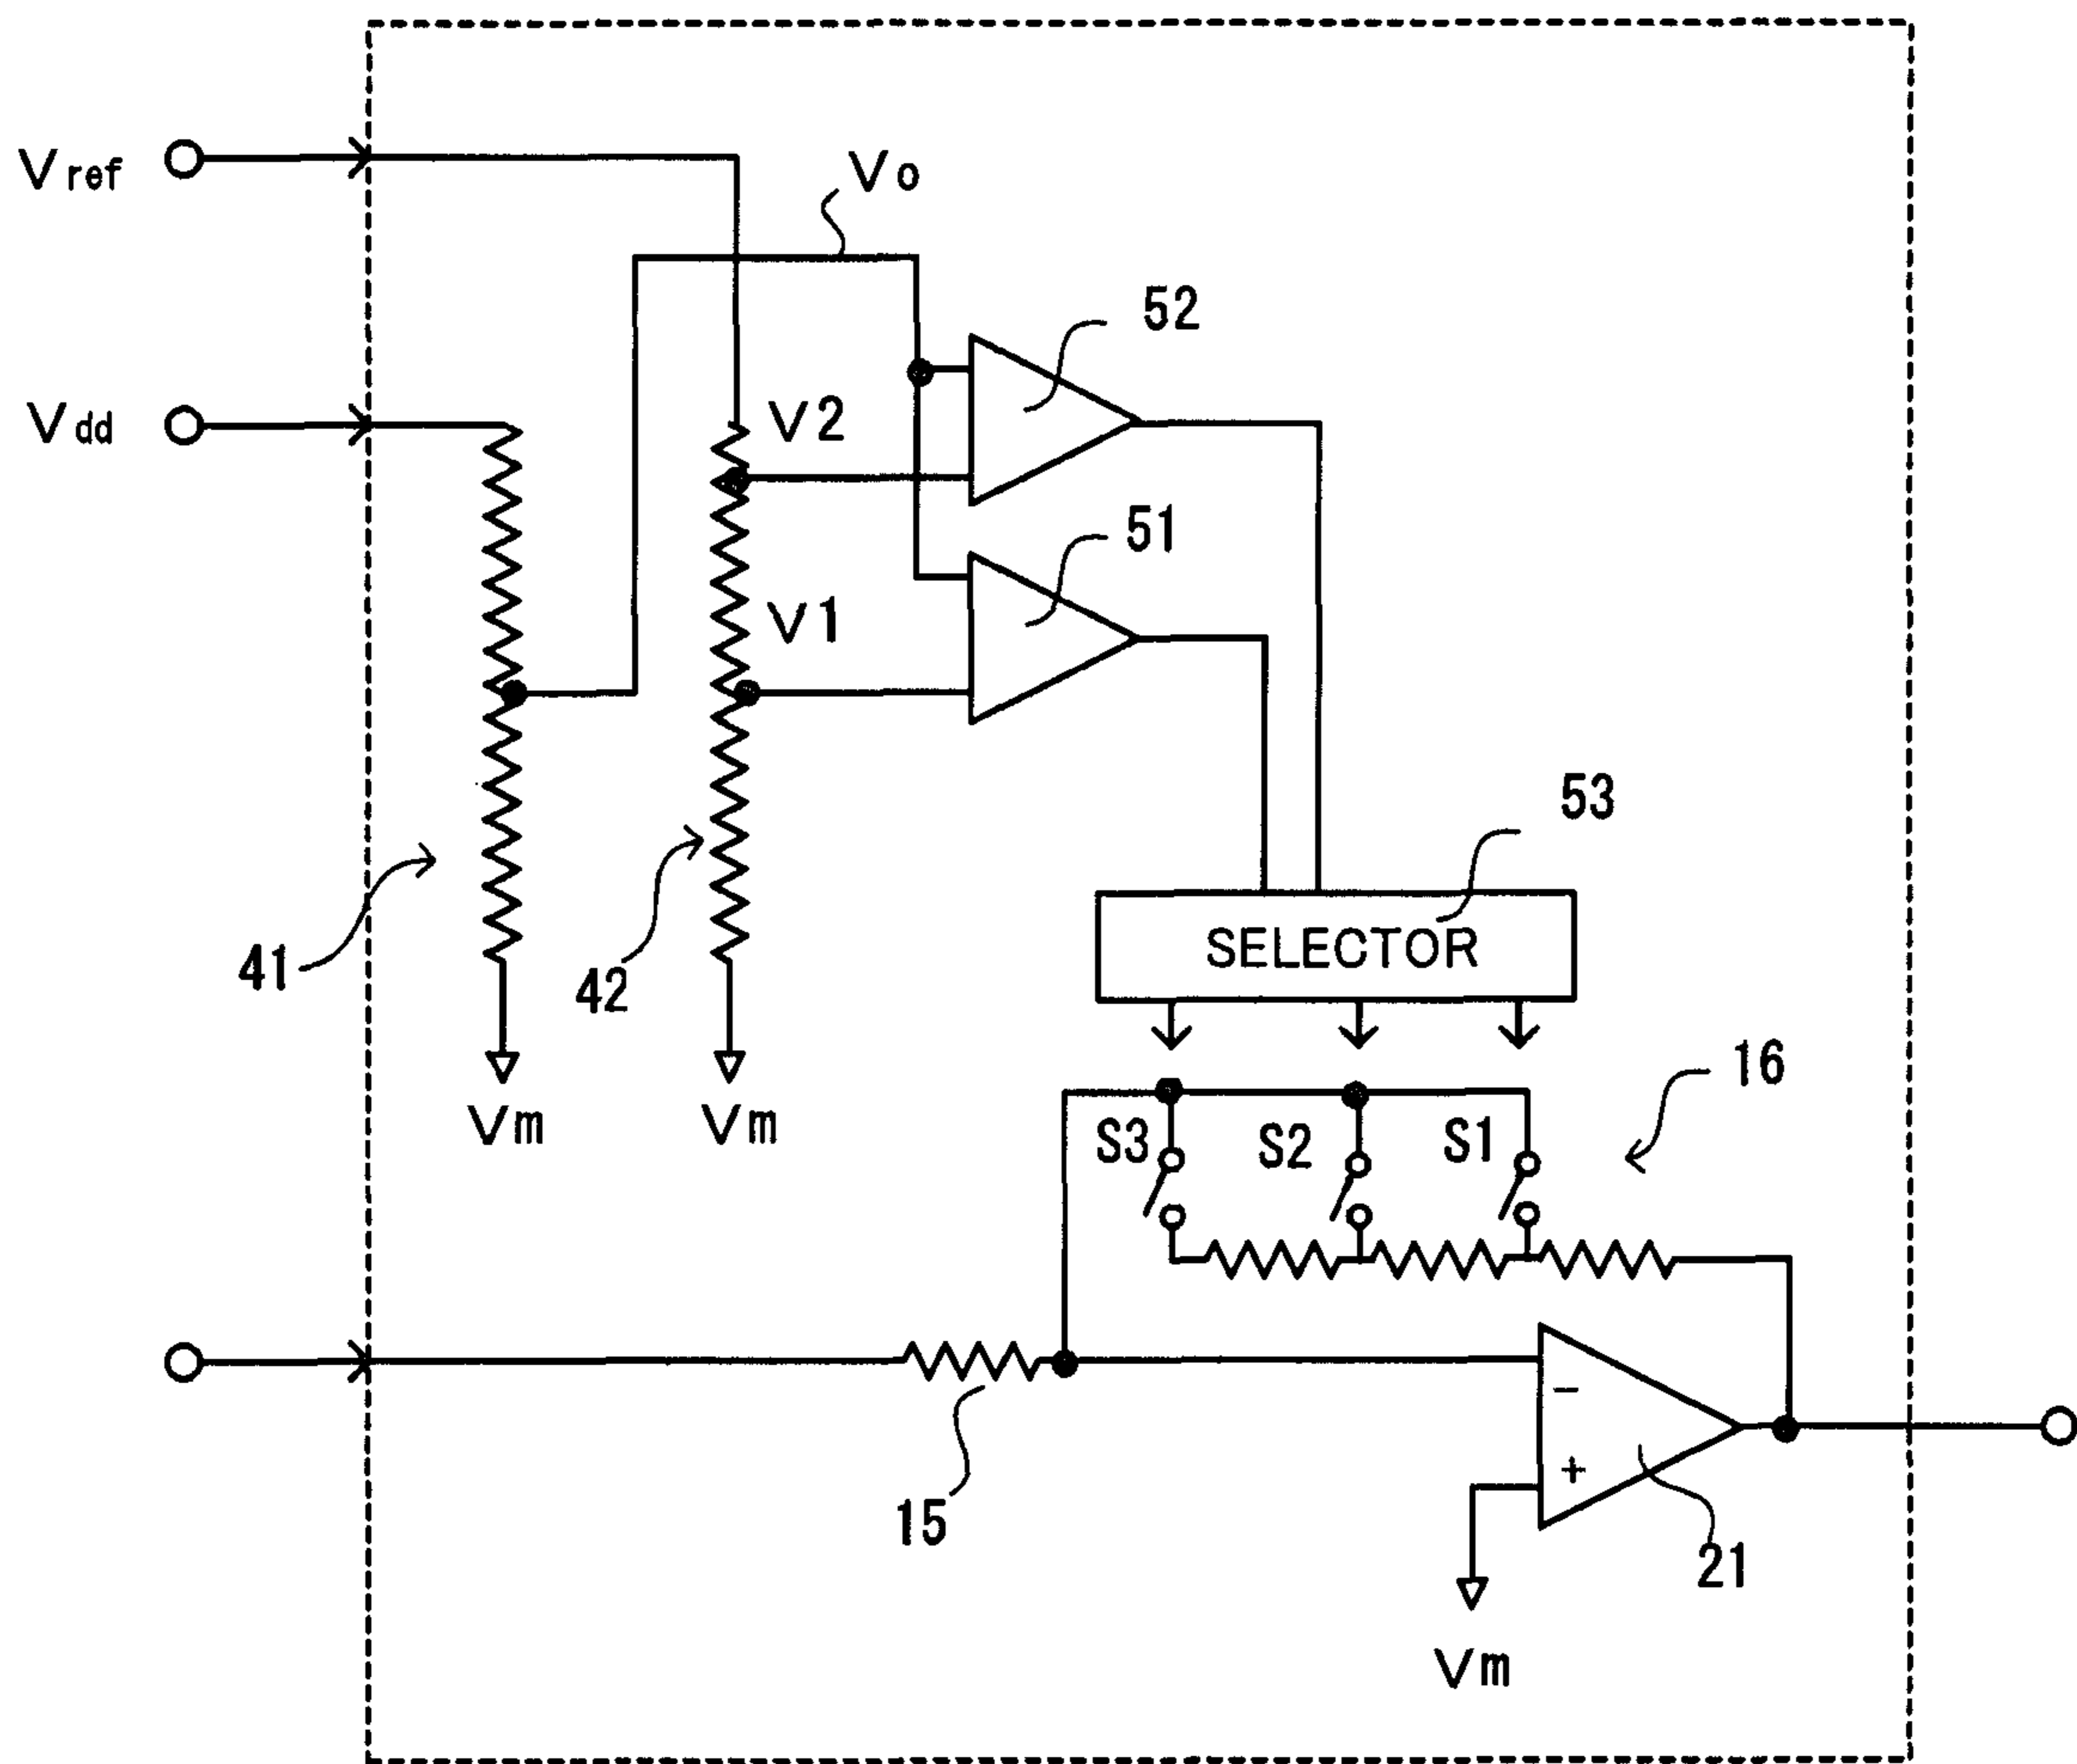 Vref
Vo
52
Vdd
V2
51
V1
53
SELECTOR
41
42
16
Vm
Vm
S3
S2
S1
−
+
15
21
Vm